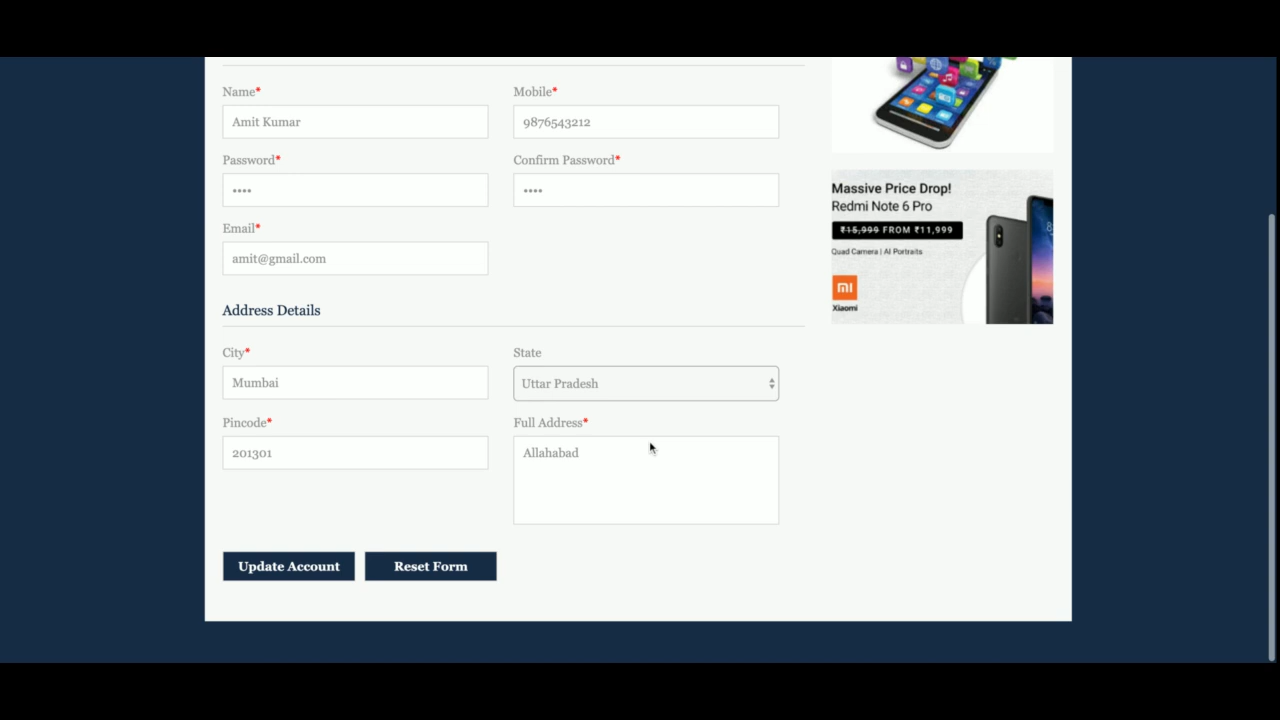 Name*
Mobile*
Amit Kumar
9876543212
Password*
Confirm Password*
••••
••••
Email*
amit@gmail.com
Address Details
City*
State
Mumbai
Uttar Pradesh
Pincode*
Full Address*
201301
Allahabad
Update Account
Reset Form
Massive Price Drop!
Redmi Note 6 Pro
₹15,999 FROM ₹11,999
Quad Camera | AI Portraits
mi
Xiaomi